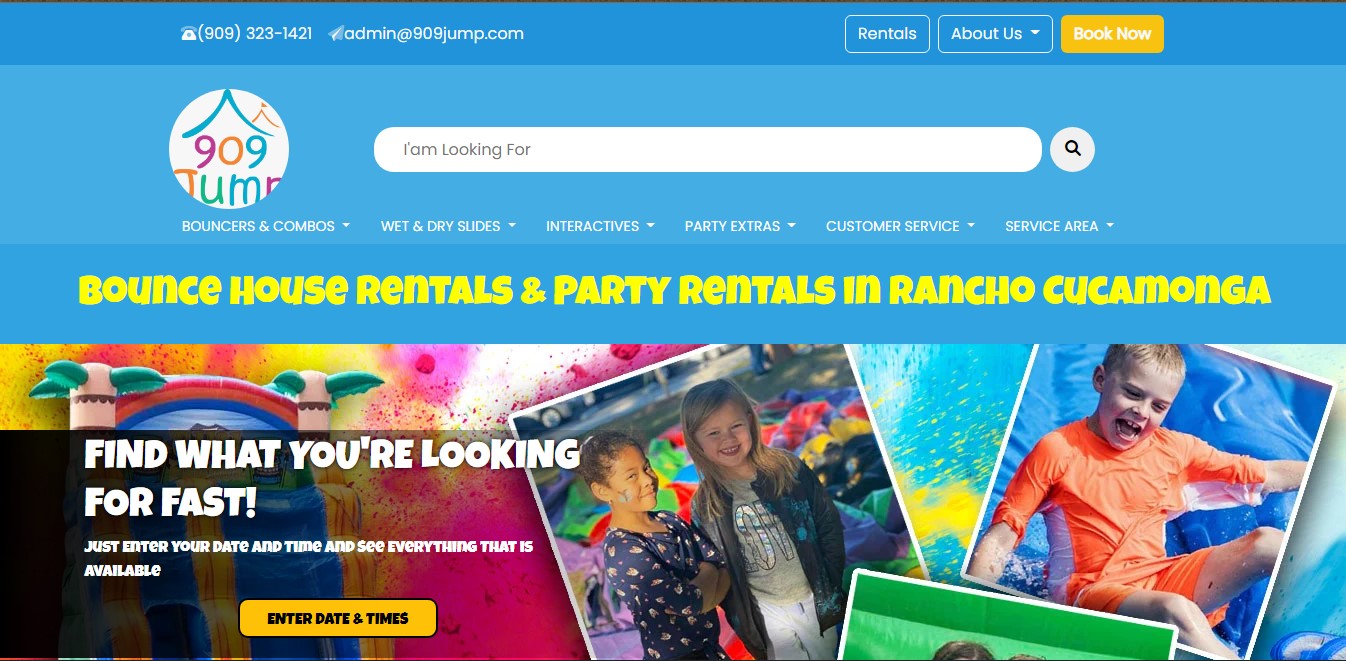 (909) 323-1421 admin@909jump.com Rentals About Us Book Now
909
Jump
I'am Looking For
BOUNCERS & COMBOS WET & DRY SLIDES INTERACTIVES PARTY EXTRAS CUSTOMER SERVICE SERVICE AREA
Bounce House Rentals & Party Rentals in Rancho Cucamonga
FIND WHAT YOU'RE LOOKING
FOR FAST!
Just Enter your date and time and See Everything that is
available
ENTER DATE & TIMES